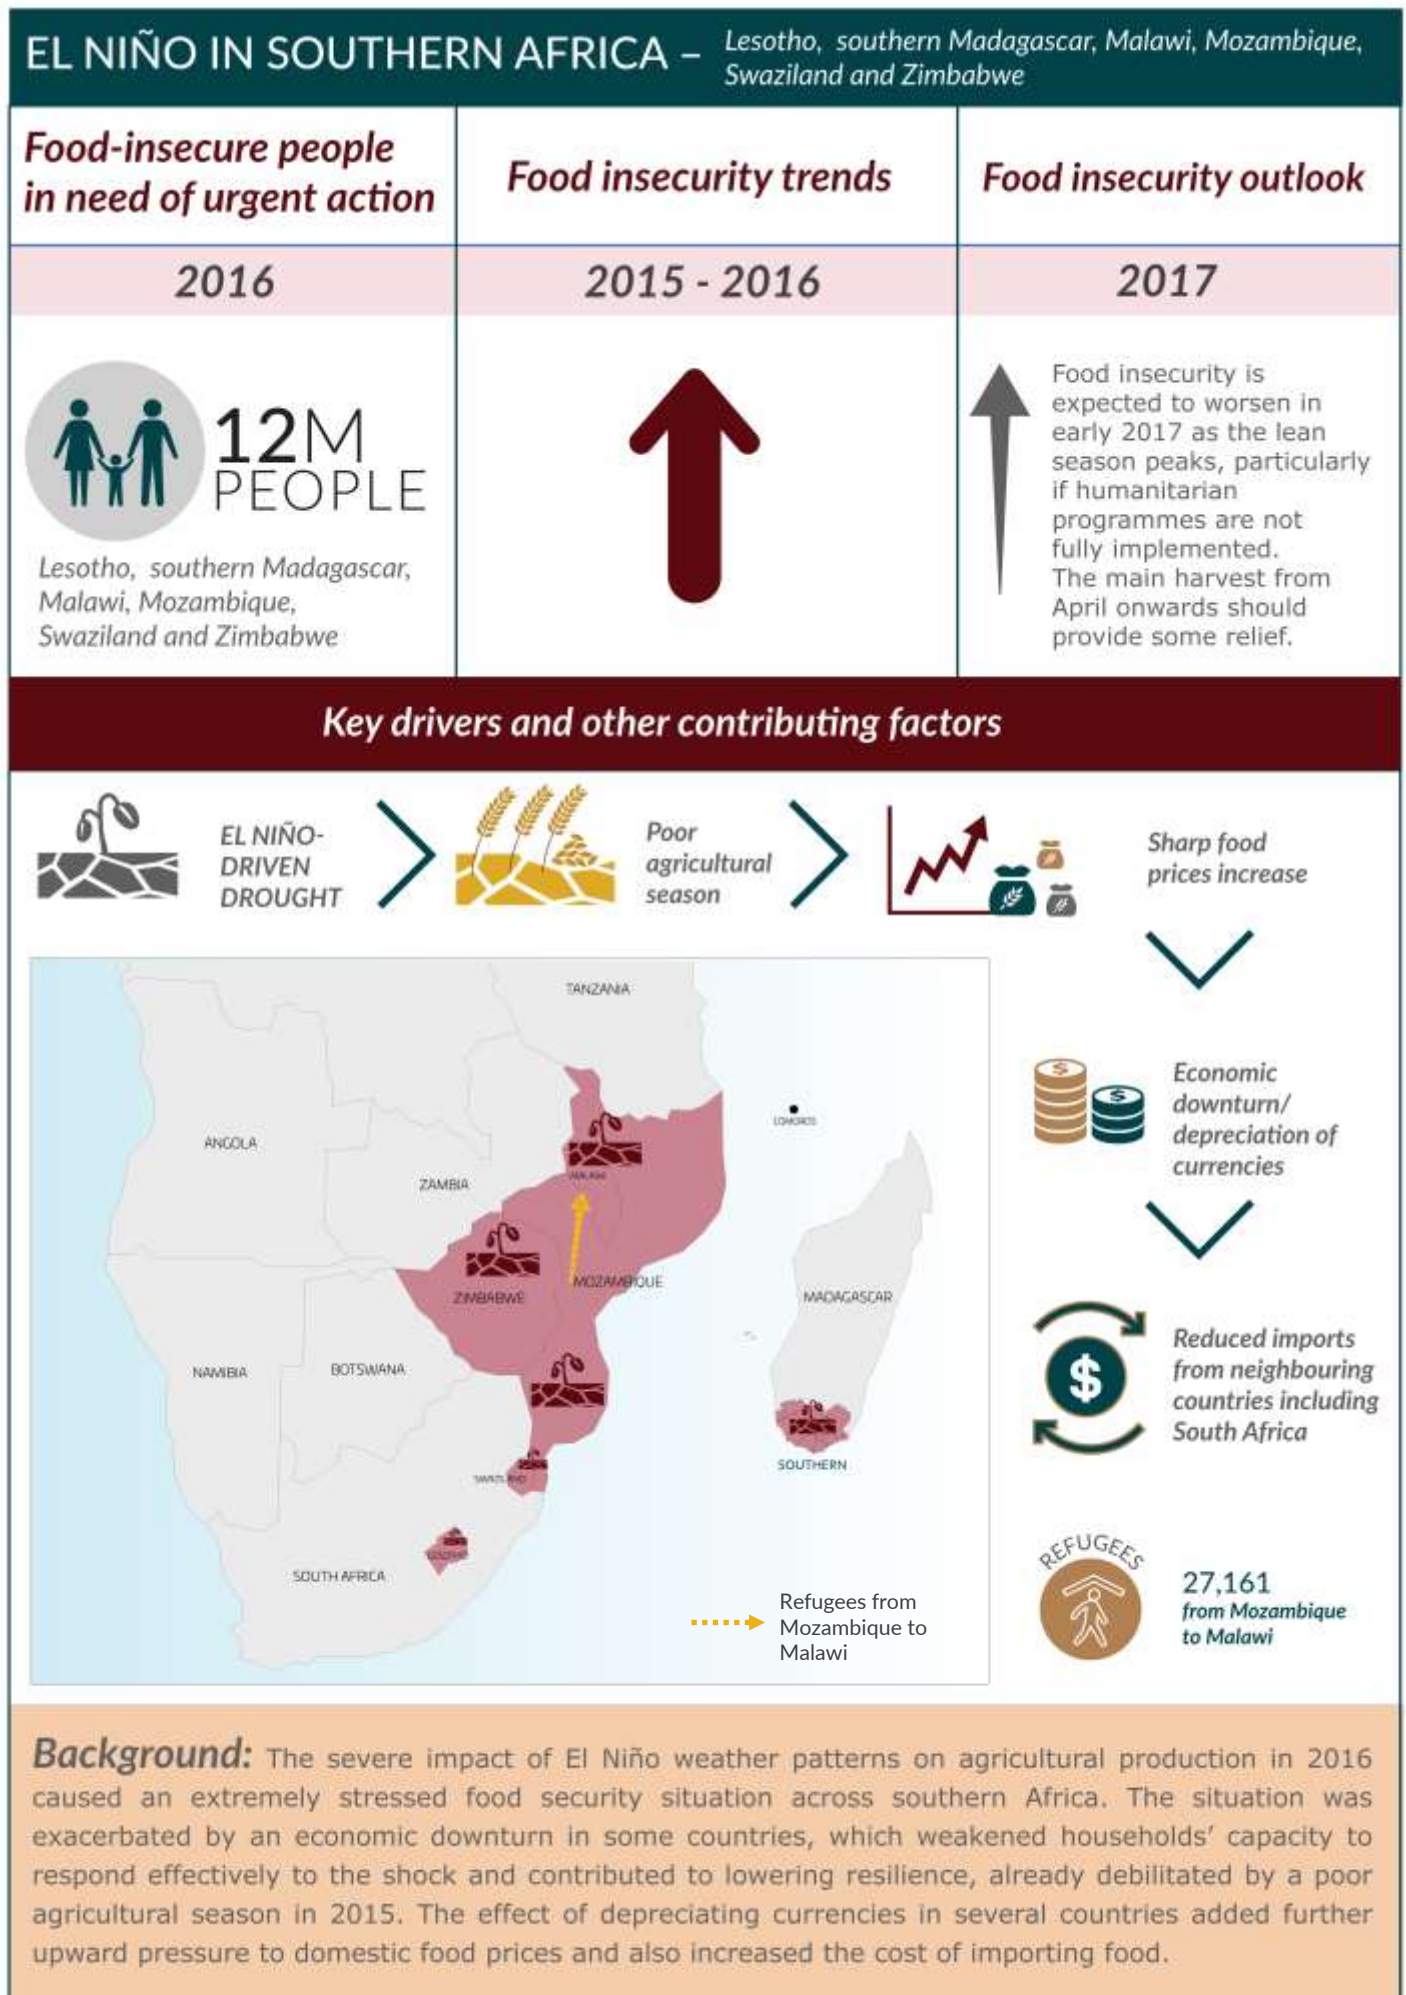 EL NIÑO IN SOUTHERN AFRICA –
Lesotho, southern Madagascar, Malawi, Mozambique,
Swaziland and Zimbabwe
Food-insecure people
in need of urgent action
Food insecurity trends
Food insecurity outlook
2016
2015 - 2016
2017
12M
PEOPLE
Lesotho, southern Madagascar,
Malawi, Mozambique,
Swaziland and Zimbabwe
Food insecurity is
expected to worsen in
early 2017 as the lean
season peaks, particularly
if humanitarian
programmes are not
fully implemented.
The main harvest from
April onwards should
provide some relief.
Key drivers and other contributing factors
EL NIÑO-
DRIVEN
DROUGHT
Poor
agricultural
season
Sharp food
prices increase
Economic
downturn/
depreciation of
currencies
Reduced imports
from neighbouring
countries including
South Africa
REFUGEES
27,161
from Mozambique
to Malawi
TANZANIA
ANGOLA
ZAMBIA
MALAWI
MOZAMBIQUE
ZIMBABWE
MADAGASCAR
NAMIBIA
BOTSWANA
SOUTHERN
SWAZILAND
SOUTH AFRICA
Refugees from
Mozambique to
Malawi
Background: The severe impact of El Niño weather patterns on agricultural production in 2016
caused an extremely stressed food security situation across southern Africa. The situation was
exacerbated by an economic downturn in some countries, which weakened households’ capacity to
respond effectively to the shock and contributed to lowering resilience, already debilitated by a poor
agricultural season in 2015. The effect of depreciating currencies in several countries added further
upward pressure to domestic food prices and also increased the cost of importing food.